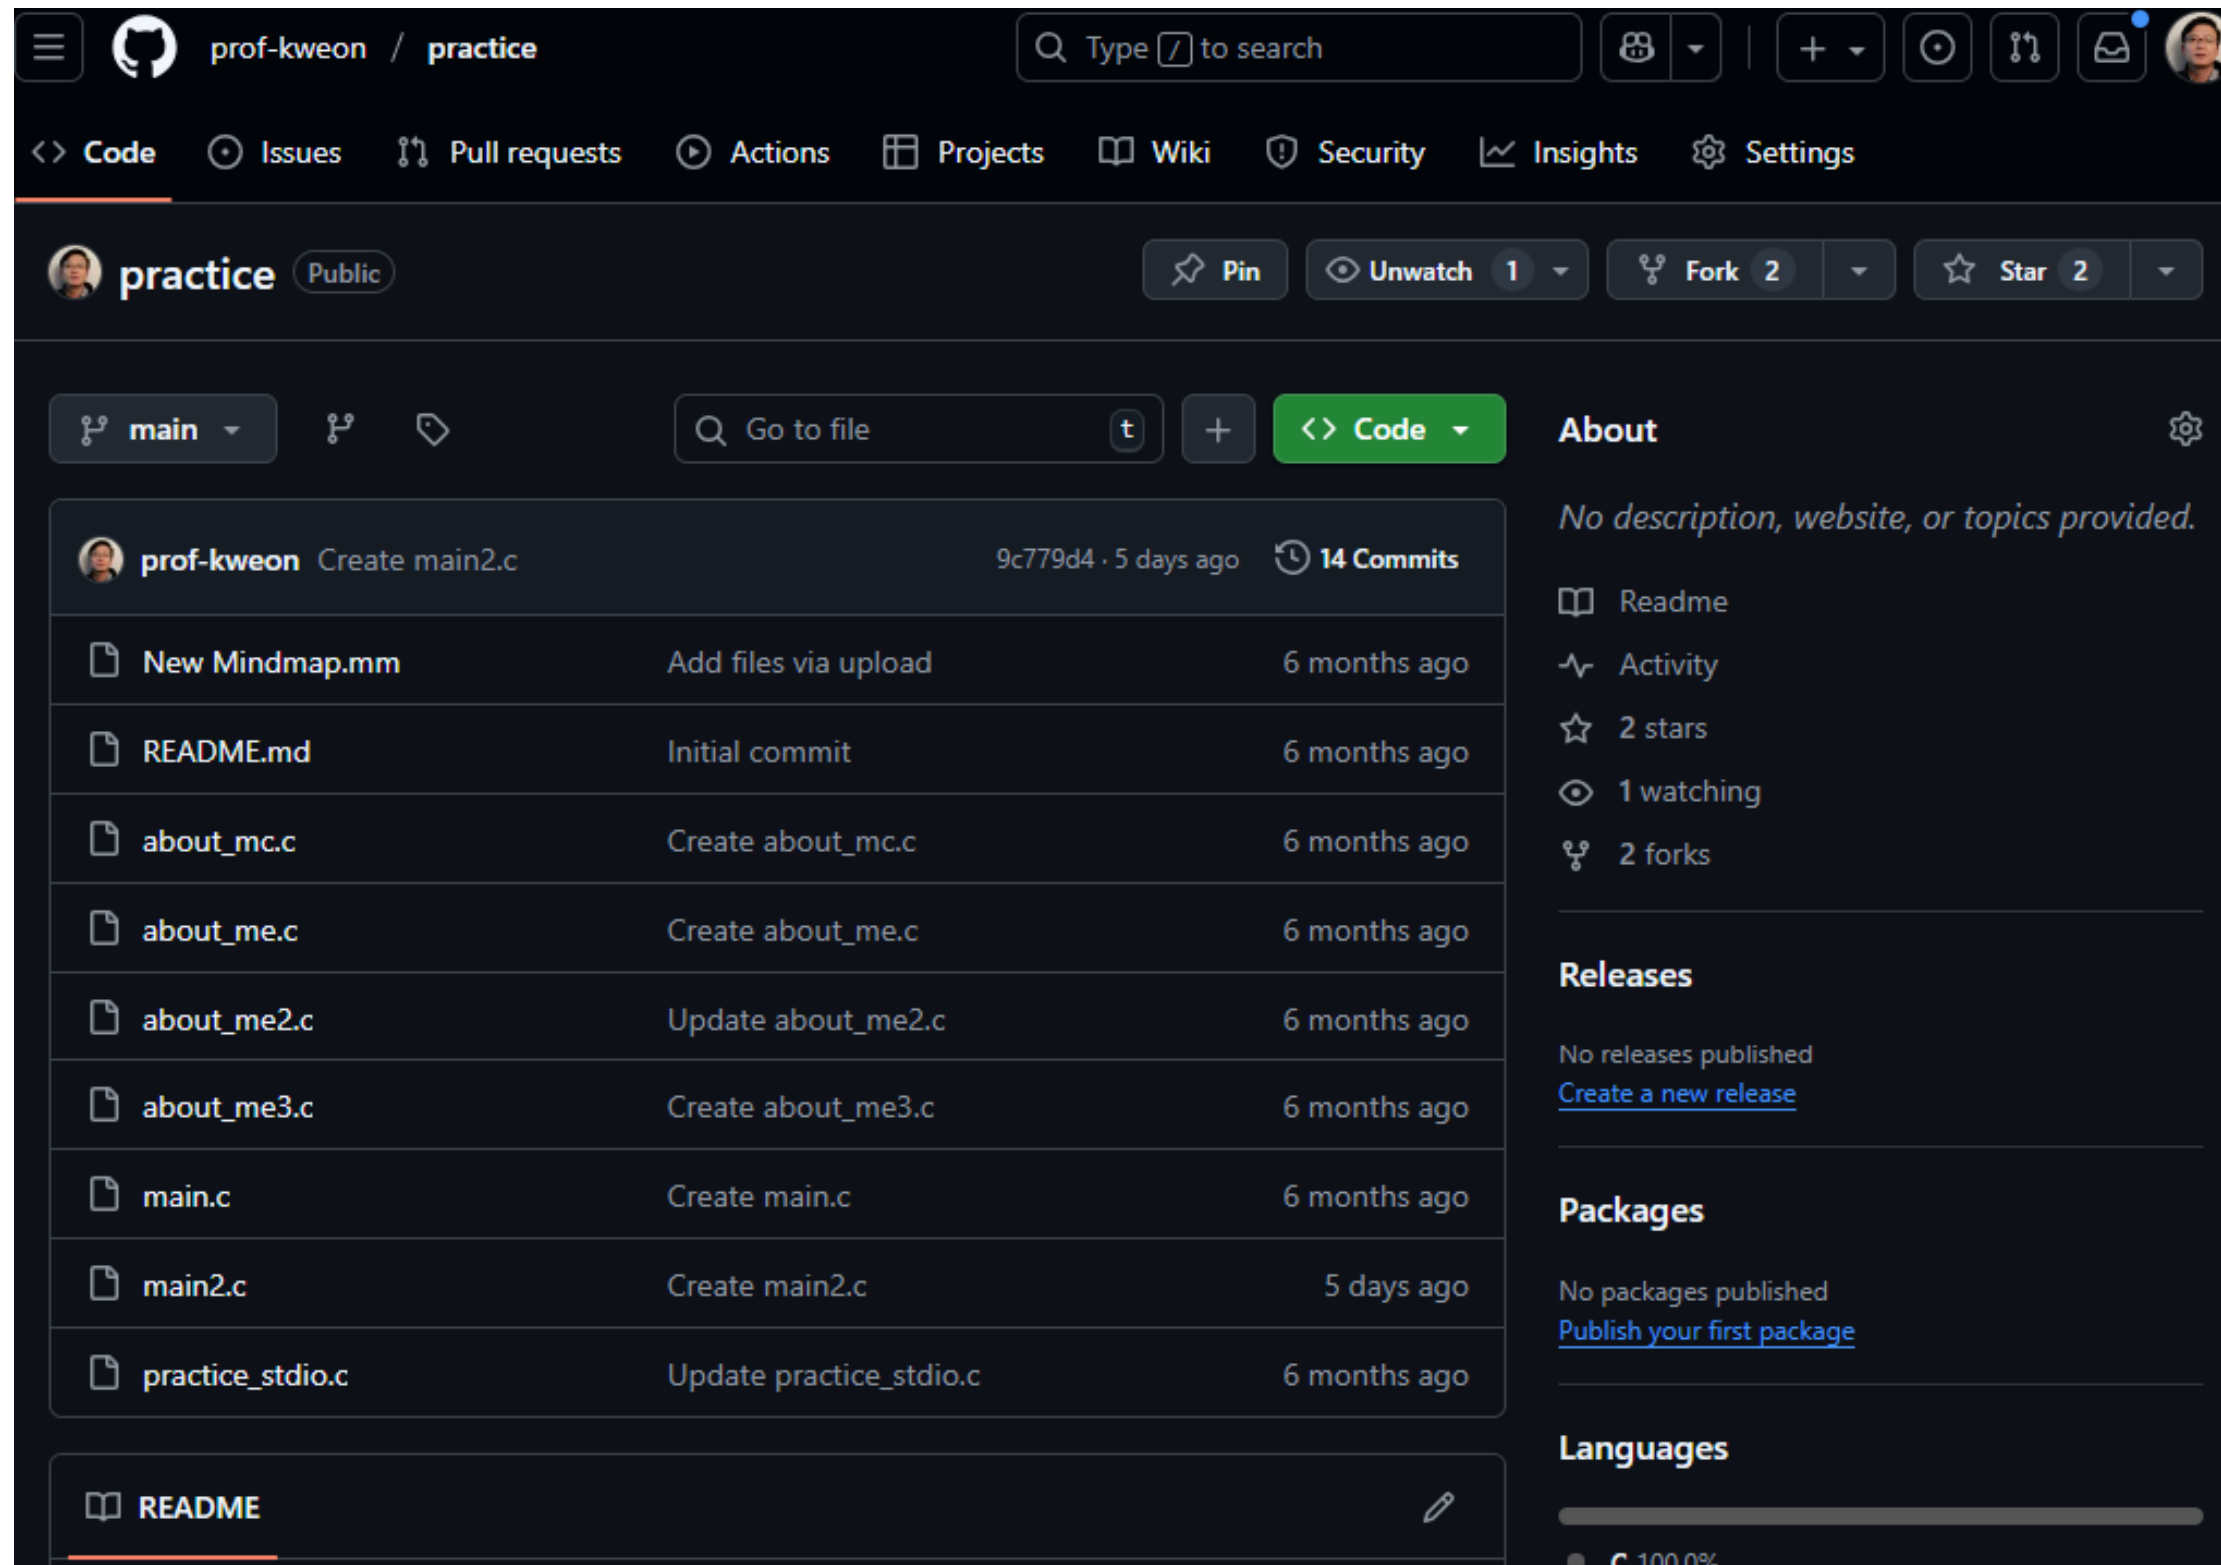 prof-kweon / practice
Type / to search
Code Issues Pull requests Actions Projects Wiki Security Insights Settings
practice Public
Pin Unwatch 1 Fork 2 Star 2
main Go to file t Code
prof-kweon Create main2.c 9c779d4 · 5 days ago 14 Commits
New Mindmap.mm Add files via upload 6 months ago
README.md Initial commit 6 months ago
about_mc.c Create about_mc.c 6 months ago
about_me.c Create about_me.c 6 months ago
about_me2.c Update about_me2.c 6 months ago
about_me3.c Create about_me3.c 6 months ago
main.c Create main.c 6 months ago
main2.c Create main2.c 5 days ago
practice_stdio.c Update practice_stdio.c 6 months ago
README
About
No description, website, or topics provided.
Readme
Activity
2 stars
1 watching
2 forks
Releases
No releases published
Create a new release
Packages
No packages published
Publish your first package
Languages
C 100.0%